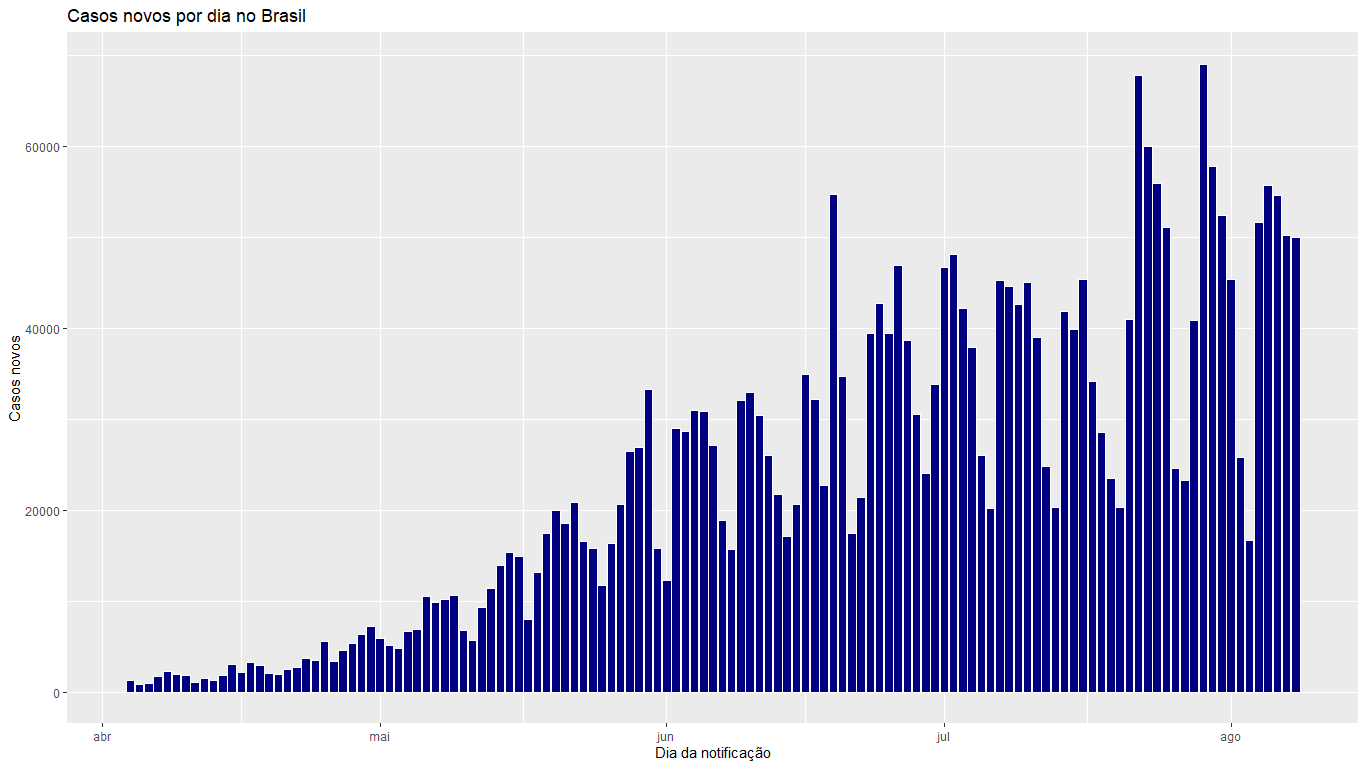 Casos novos por dia no Brasil
Casos novos
60000
40000
20000
0
abr
mai
jun
jul
ago
Dia da notificação